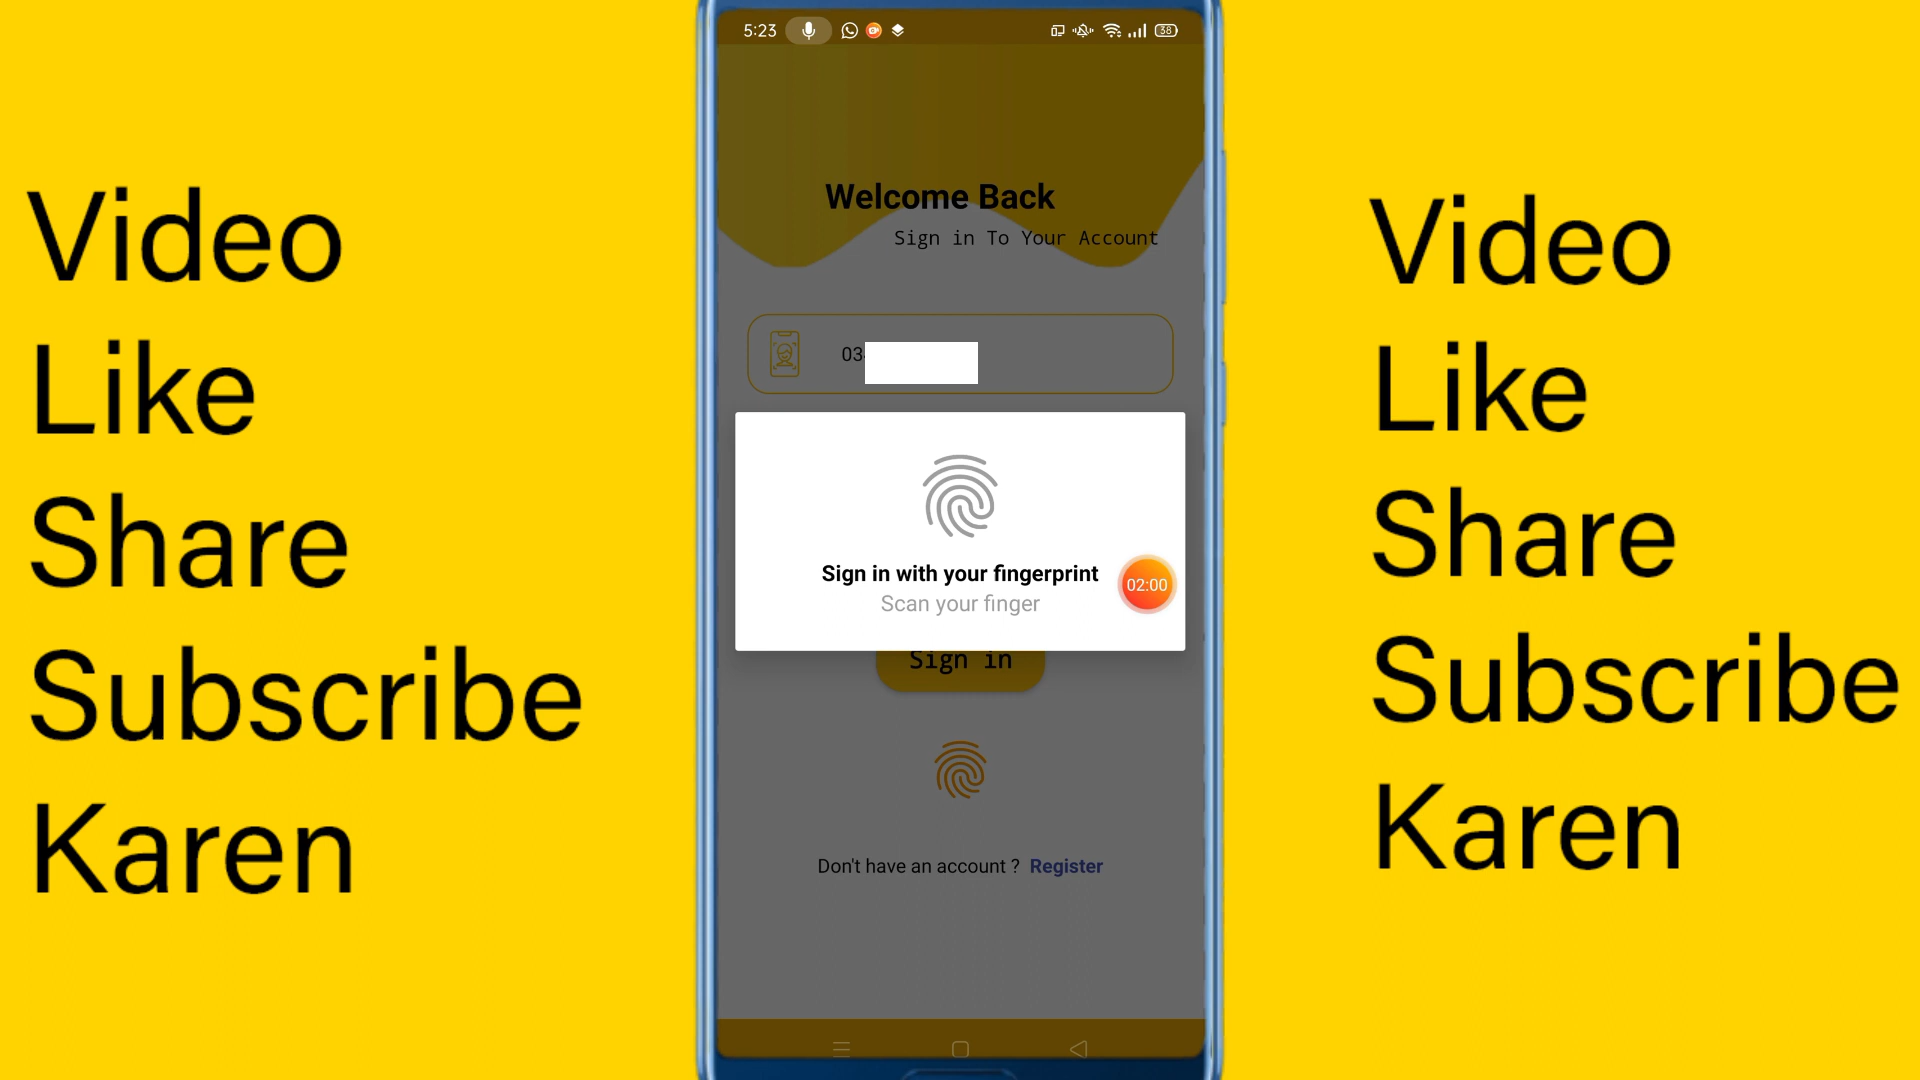 Video
Like
Share
Subscribe
Karen
5:23
38
Welcome Back
Sign in To Your Account
03
Sign in with your fingerprint
Scan your finger
02:00
Sign in
Don't have an account ? Register
Video
Like
Share
Subscribe
Karen